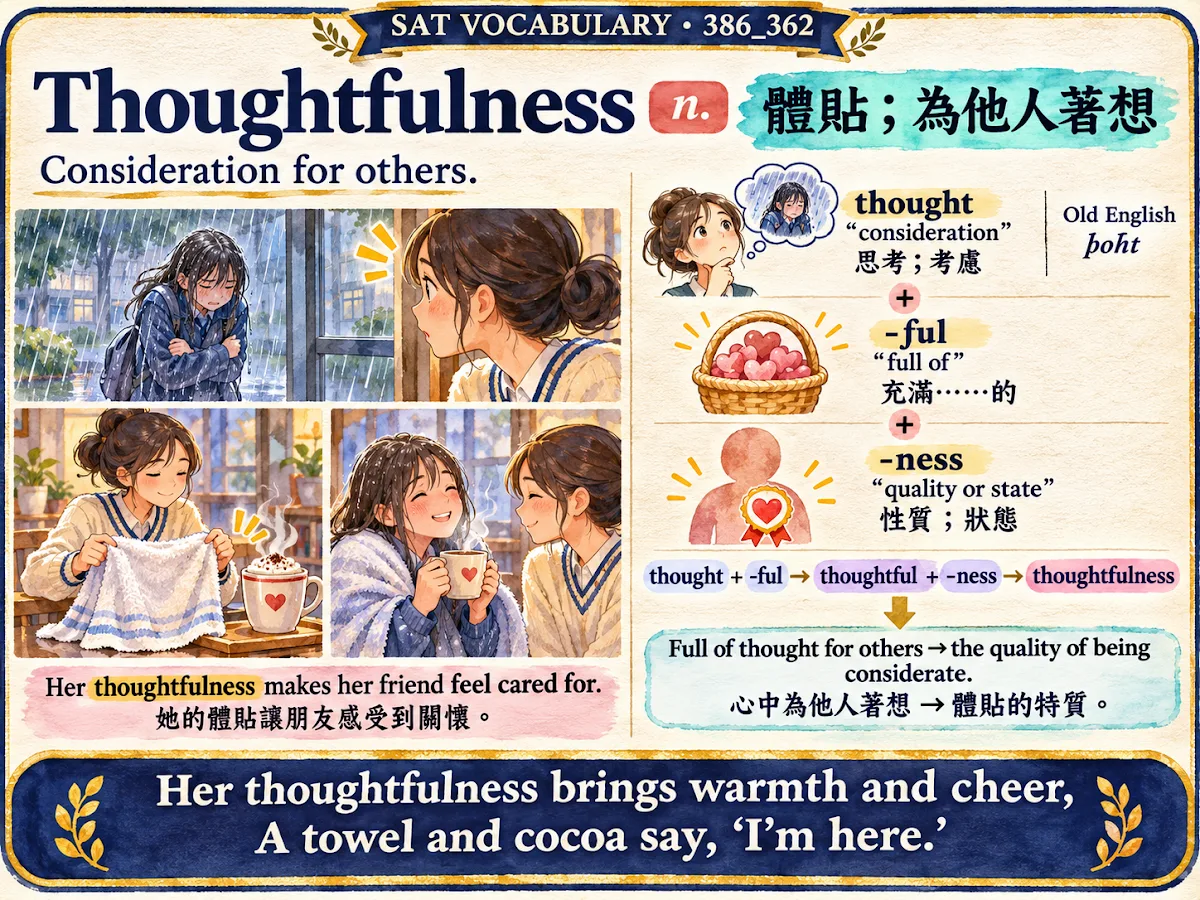 SAT VOCABULARY • 386_362
Thoughtfulness
n.
體貼；為他人著想
Consideration for others.
thought
“consideration”
思考；考慮
Old English
þoht
+
-ful
“full of”
充滿……的
+
-ness
“quality or state”
性質；狀態
thought + -ful → thoughtful + -ness → thoughtfulness
Full of thought for others → the quality of being
considerate.
心中為他人著想 → 體貼的特質。
Her thoughtfulness makes her friend feel cared for.
她的體貼讓朋友感受到關懷。
Her thoughtfulness brings warmth and cheer,
A towel and cocoa say, ‘I’m here.’